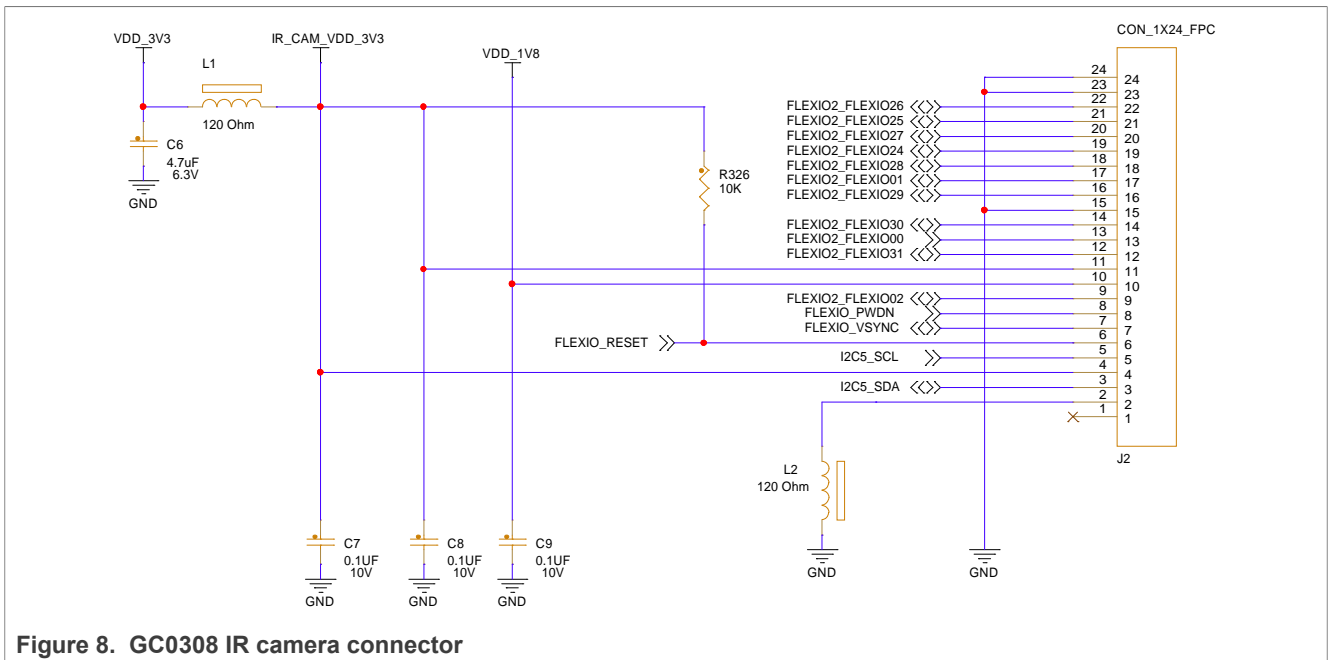 CON_1X24_FPC
VDD_3V3
IR_CAM_VDD_3V3
VDD_1V8
L1
120 Ohm
C6
4.7uF
6.3V
GND
R326
10K
24 24
23 23
FLEXIO2_FLEXIO26 22 22
FLEXIO2_FLEXIO25 21 21
FLEXIO2_FLEXIO27 20 20
FLEXIO2_FLEXIO24 19 19
FLEXIO2_FLEXIO28 18 18
FLEXIO2_FLEXIO01 17 17
FLEXIO2_FLEXIO29 16 16
15 15
FLEXIO2_FLEXIO30 14 14
FLEXIO2_FLEXIO00 13 13
FLEXIO2_FLEXIO31 12 12
11 11
10 10
FLEXIO2_FLEXIO02 9 9
FLEXIO_PWDN 8 8
FLEXIO_VSYNC 7 7
FLEXIO_RESET 6 6
I2C5_SCL 5 5
4 4
I2C5_SDA 3 3
2 2
1 1
J2
L2
120 Ohm
GND
GND
C7
0.1UF
10V
GND
C8
0.1UF
10V
GND
C9
0.1UF
10V
GND
Figure 8. GC0308 IR camera connector